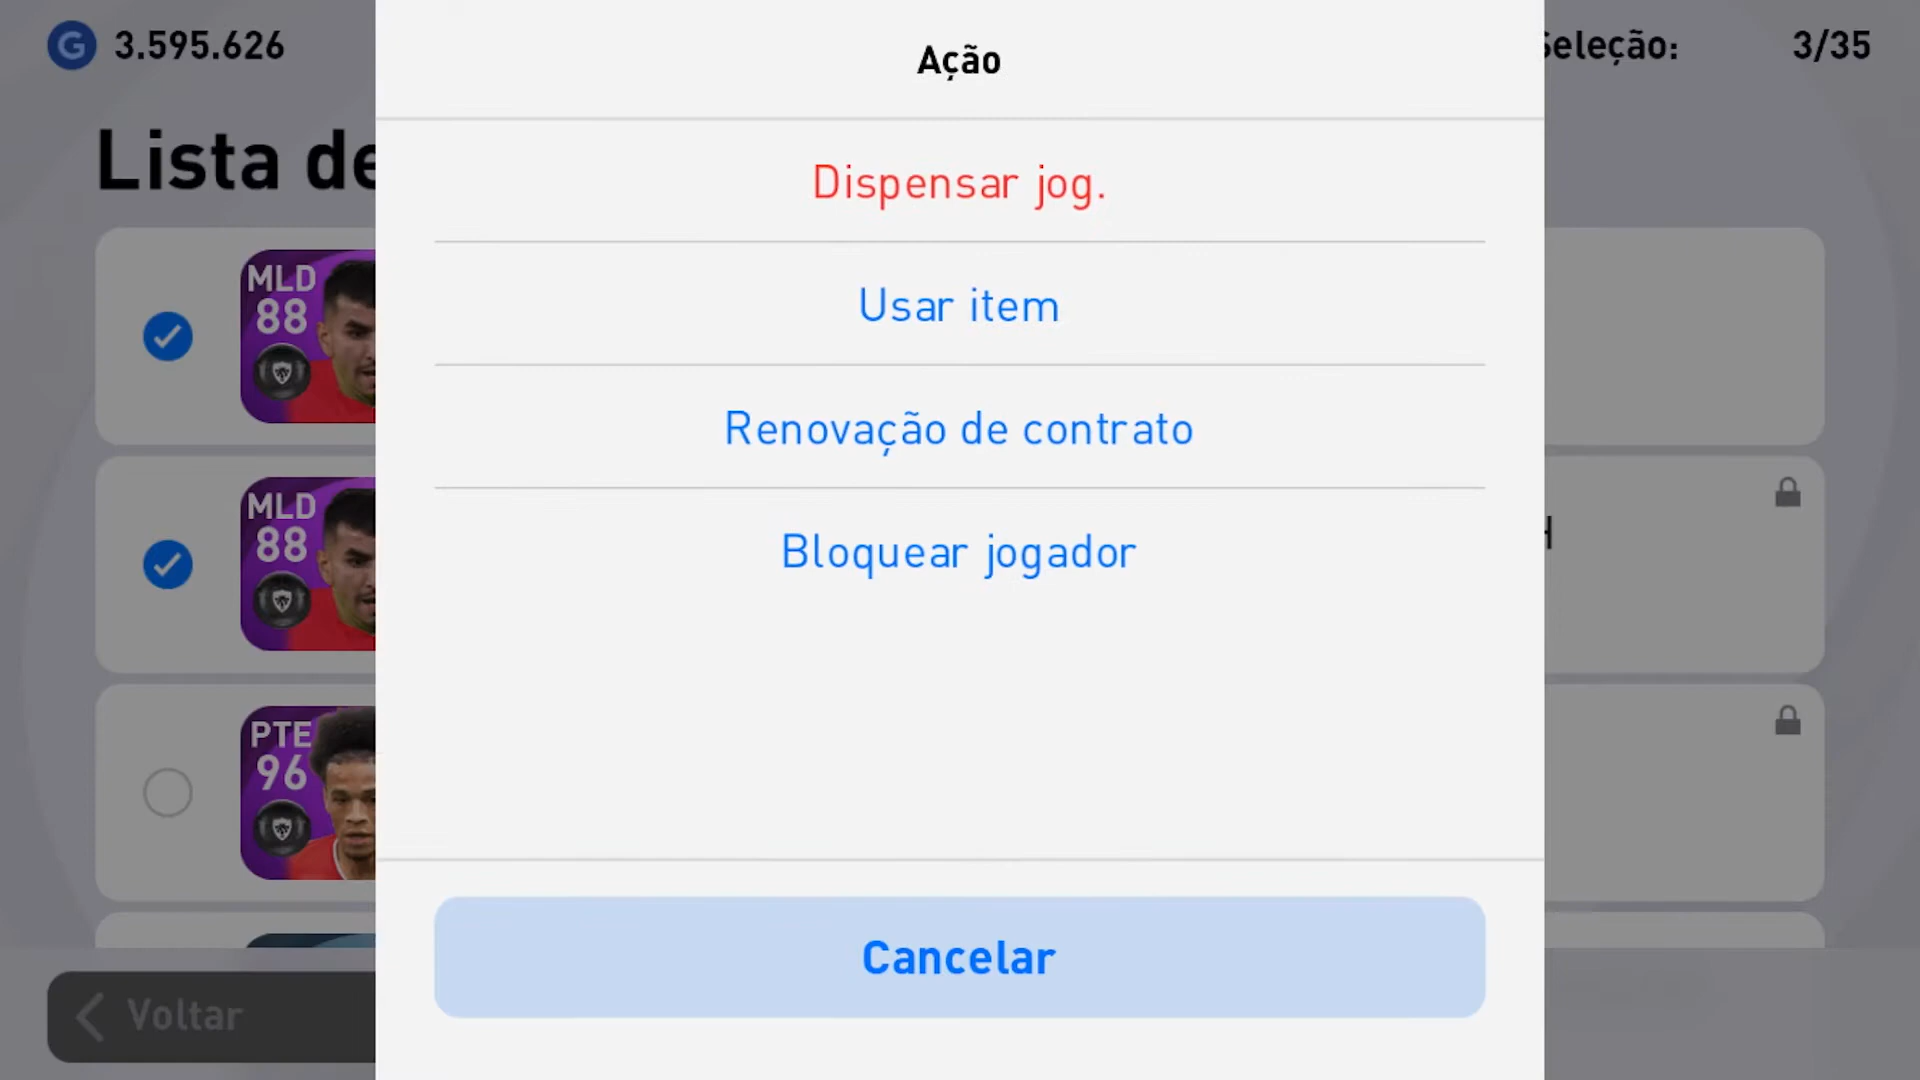 G 3.595.626
Seleção: 3/35
Ação
Lista de
Dispensar jog.
Usar item
Renovação de contrato
Bloquear jogador
MLD
88
MLD
88
H
PTE
96
Cancelar
Voltar